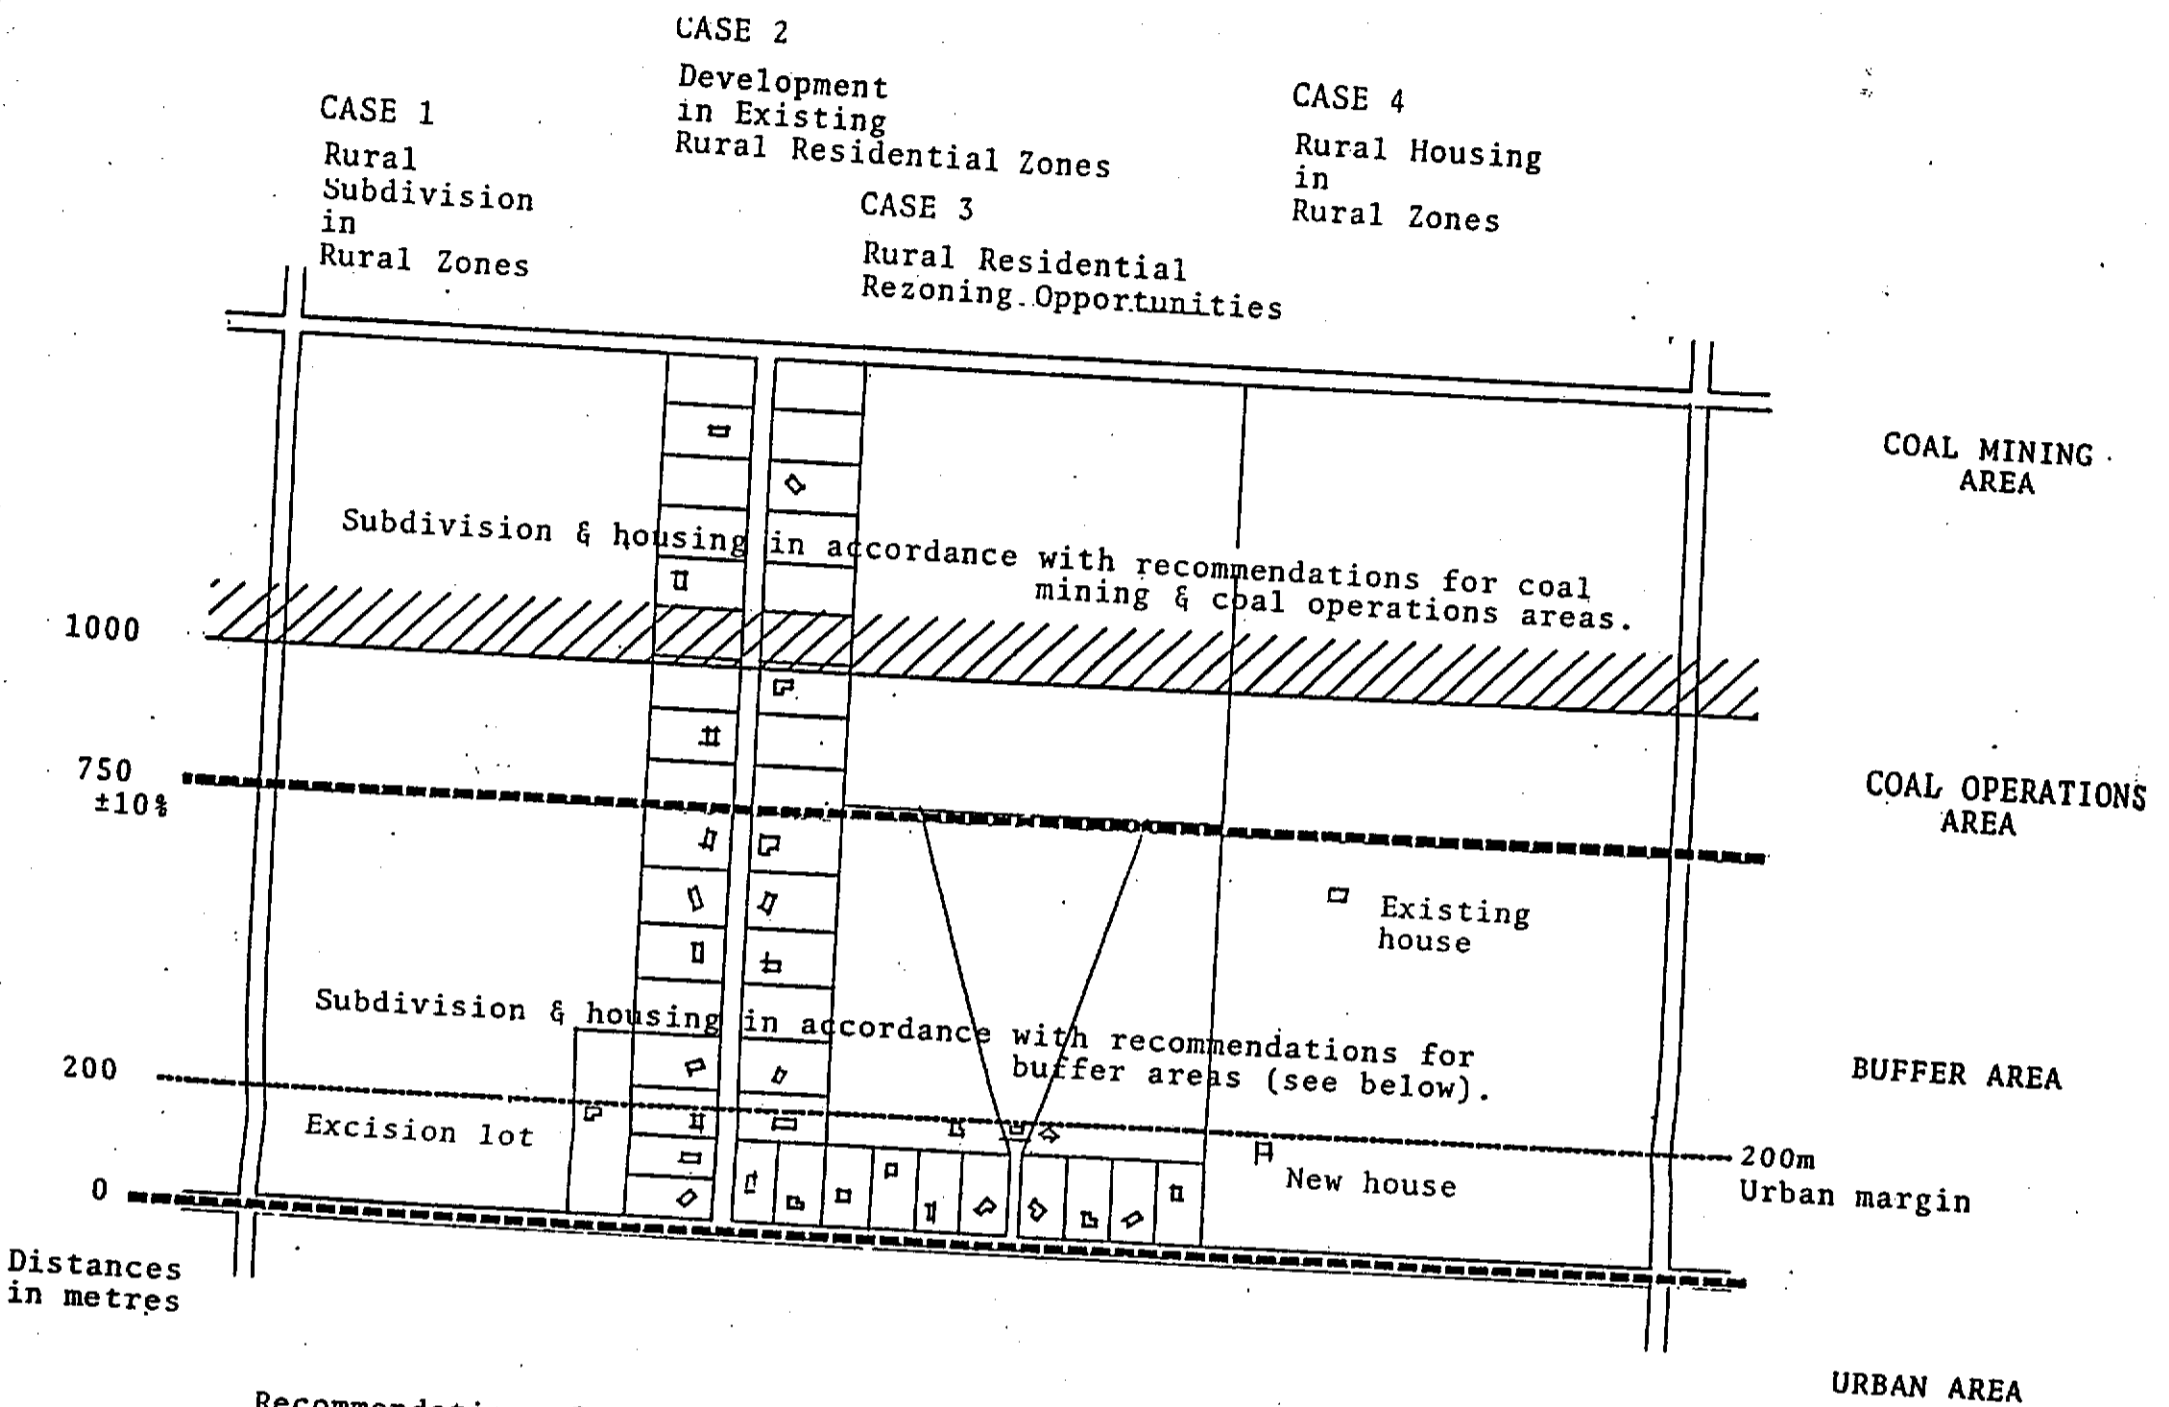 CASE 1
Rural
Subdivision
in
Rural Zones
CASE 2
Development
in Existing
Rural Residential Zones
CASE 3
Rural Residential
Rezoning Opportunities
CASE 4
Rural Housing
in
Rural Zones
COAL MINING
AREA
Subdivision & housing in accordance with recommendations for coal
mining & coal operations areas.
1000
750
±10%
COAL OPERATIONS
AREA
Existing
house
Subdivision & housing in accordance with recommendations for
buffer areas (see below).
200
BUFFER AREA
Excision lot
200m
Urban margin
New house
0
Distances
in metres
URBAN AREA